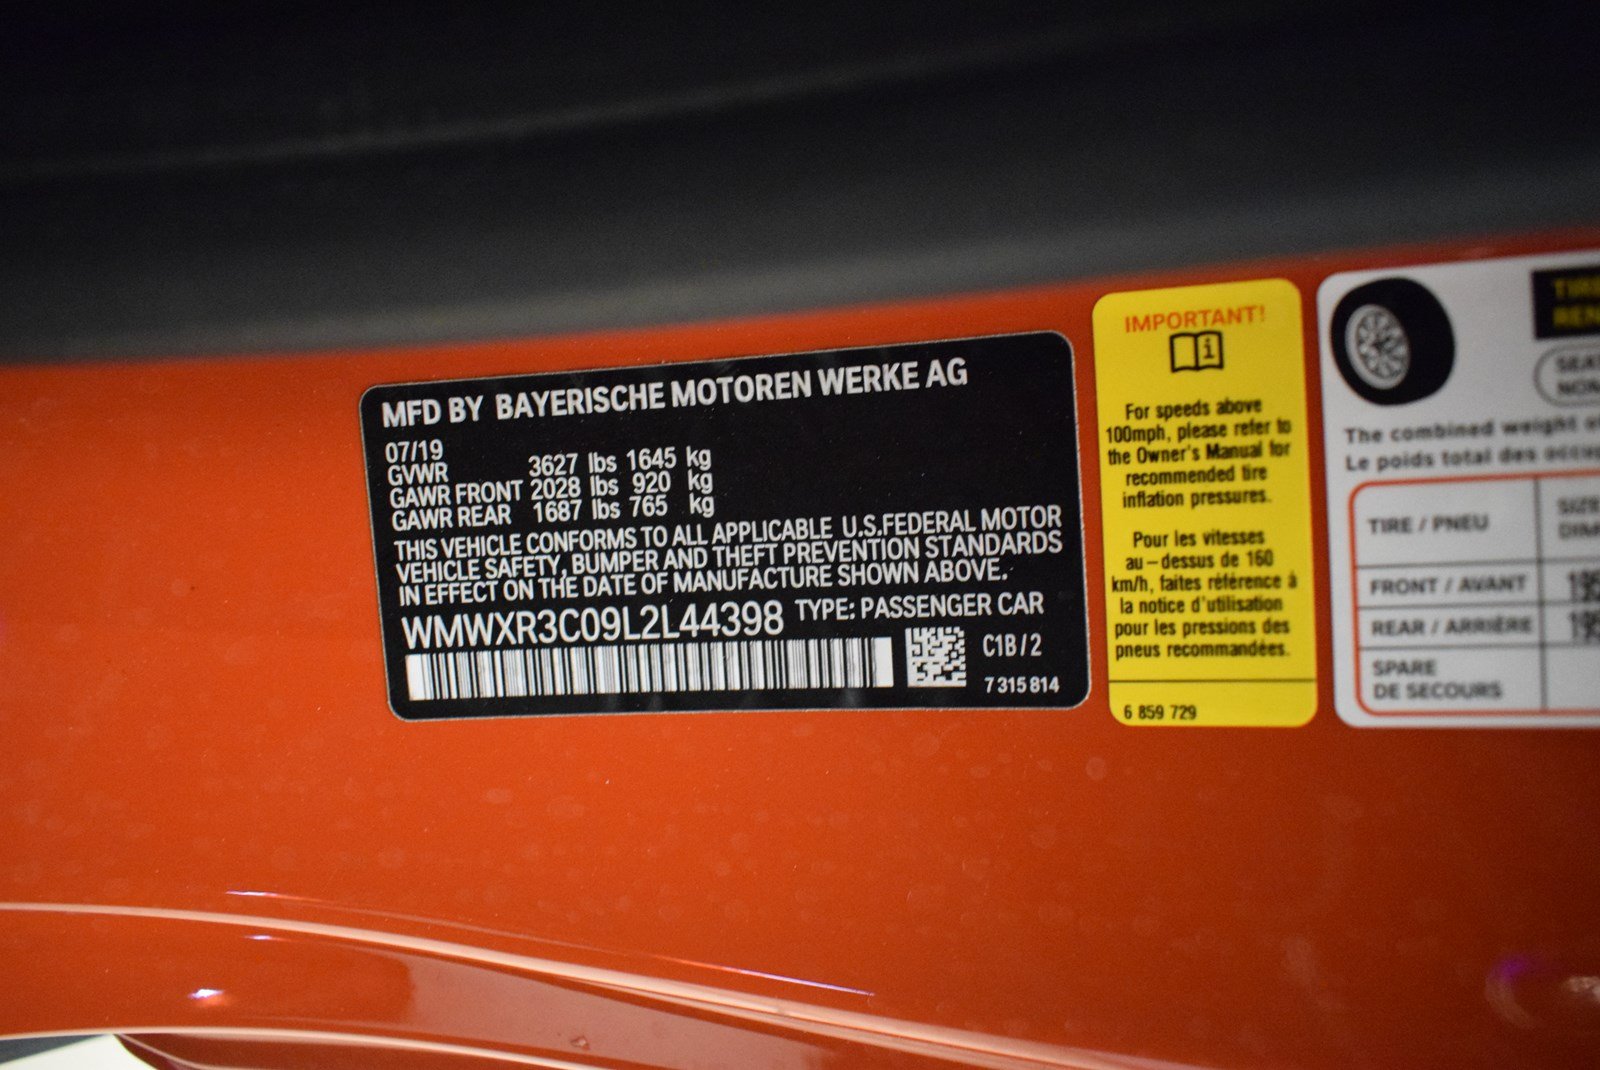 MFD BY BAYERISCHE MOTOREN WERKE AG
07/19
GVWR 3627 lbs 1645 kg
GAWR FRONT 2028 lbs 920 kg
GAWR REAR 1687 lbs 765 kg
THIS VEHICLE CONFORMS TO ALL APPLICABLE U.S.FEDERAL MOTOR
VEHICLE SAFETY, BUMPER AND THEFT PREVENTION STANDARDS
IN EFFECT ON THE DATE OF MANUFACTURE SHOWN ABOVE.
WMWXR3C09L2L44398 TYPE: PASSENGER CAR
C1B/2
7 315 814
IMPORTANT!
i
For speeds above
100mph, please refer to
the Owner's Manual for
recommended tire
inflation pressures.
Pour les vitesses
au-dessus de 160
km/h, faites référence à
la notice d'utilisation
pour les pressions des
pneus recommandées.
6 859 729
The combined weight
Le poids total des
TIRE / PNEU
FRONT / AVANT
REAR / ARRIÈRE
SPARE
DE SECOURS